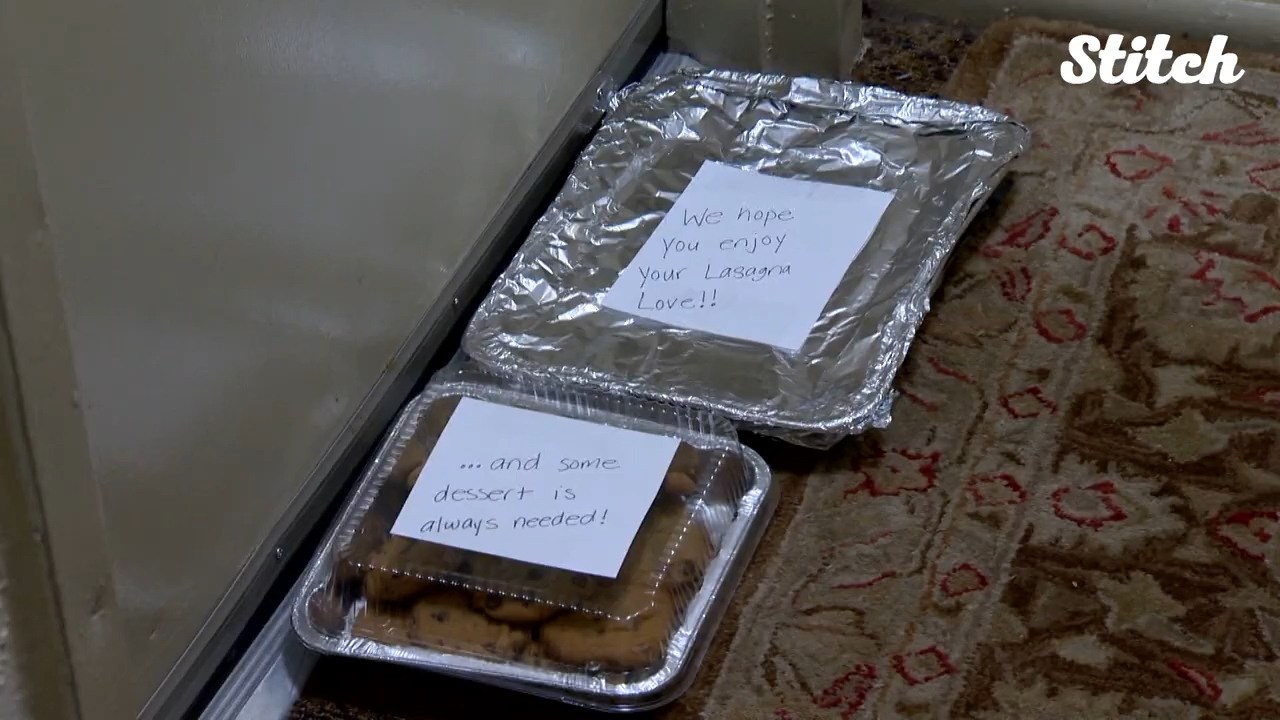 Stitch
We hope
you enjoy
your Lasagna
Love!!
...and some
dessert is
always needed!